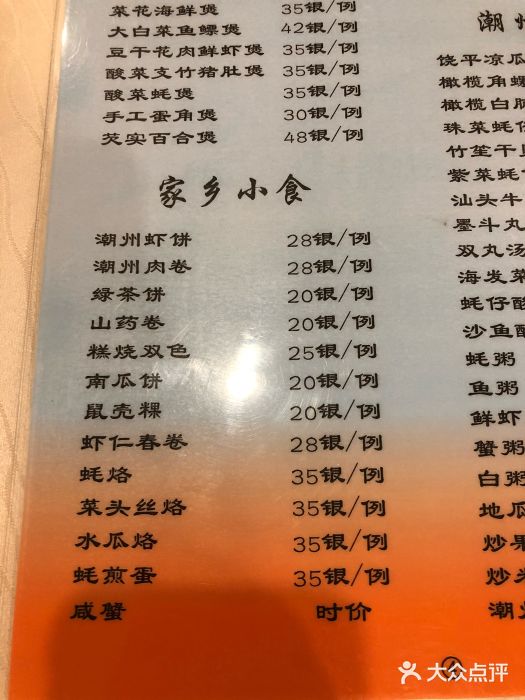 菜花海鲜煲 35银/例
大白菜鱼鳔煲 42银/例
豆干花肉鲜虾煲 35银/例
酸菜支竹猪肚煲 35银/例
酸菜蚝煲 35银/例
手工蛋角煲 30银/例
芡实百合煲 48银/例
家乡小食
潮州虾饼 28银/例
潮州肉卷 28银/例
绿茶饼 20银/例
山药卷 20银/例
糕烧双色 25银/例
南瓜饼 20银/例
鼠壳粿 20银/例
虾仁春卷 28银/例
蚝烙 35银/例
菜头丝烙 35银/例
水瓜烙 35银/例
蚝煎蛋 35银/例
咸蟹 时价
潮
饶平凉瓜
橄榄角螺
橄榄白
珠菜蚝仔
竹笙干
紫菜蚝
汕头牛
墨斗丸
双丸汤
海发菜
蚝仔
沙鱼
蚝粥
鱼粥
鲜虾
蟹粥
白粥
地瓜
炒果
炒
潮
大众点评